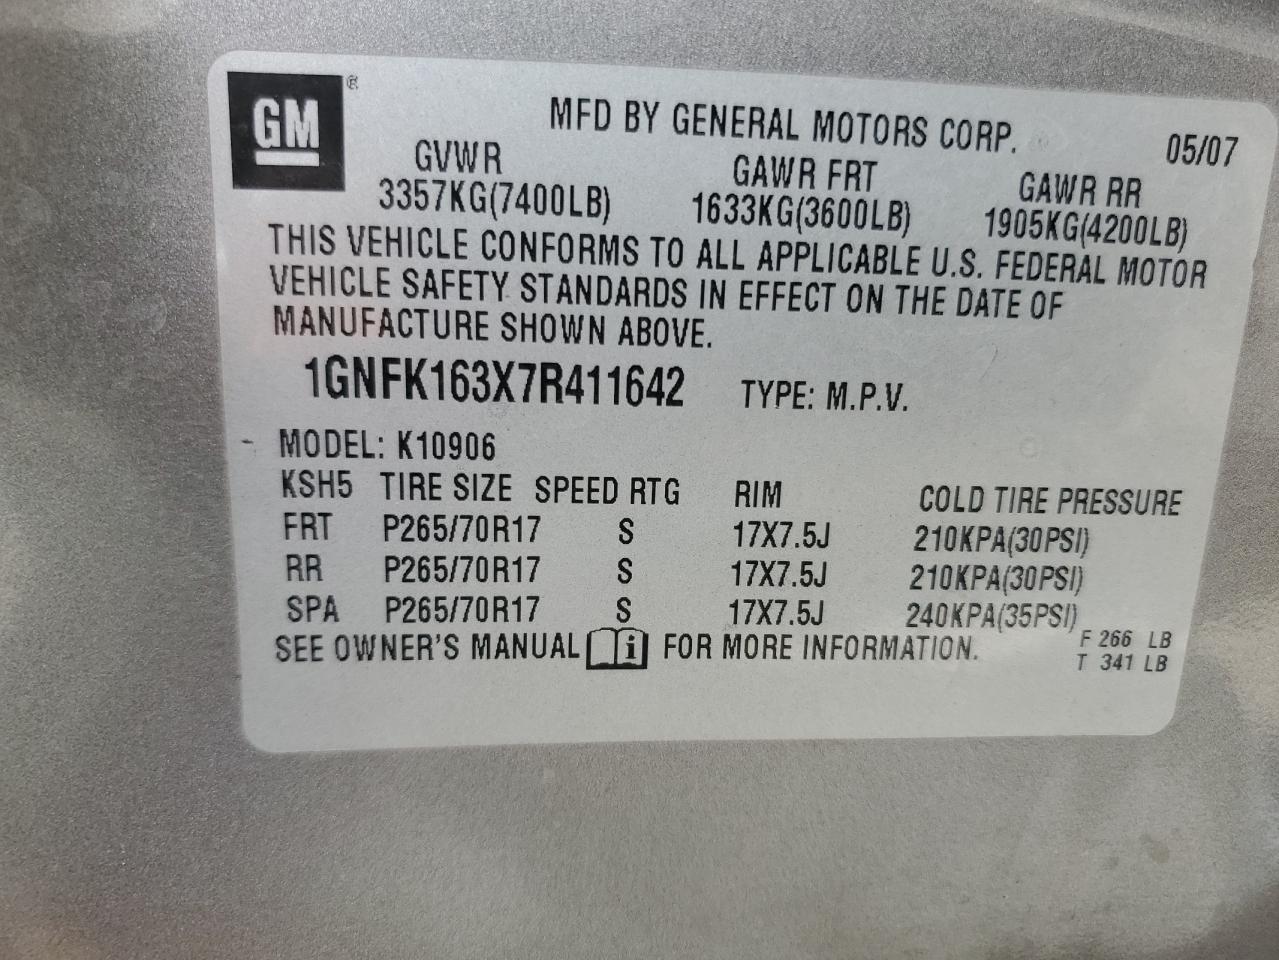 GM ®
MFD BY GENERAL MOTORS CORP.
05/07
GVWR GAWR FRT GAWR RR
3357KG(7400LB) 1633KG(3600LB) 1905KG(4200LB)
THIS VEHICLE CONFORMS TO ALL APPLICABLE U.S. FEDERAL MOTOR
VEHICLE SAFETY STANDARDS IN EFFECT ON THE DATE OF
MANUFACTURE SHOWN ABOVE.
1GNFK163X7R411642 TYPE: M.P.V.
MODEL: K10906
KSH5 TIRE SIZE SPEED RTG RIM COLD TIRE PRESSURE
FRT P265/70R17 S 17X7.5J 210KPA(30PSI)
RR P265/70R17 S 17X7.5J 210KPA(30PSI)
SPA P265/70R17 S 17X7.5J 240KPA(35PSI)
SEE OWNER'S MANUAL i FOR MORE INFORMATION.
F 266 LB
T 341 LB